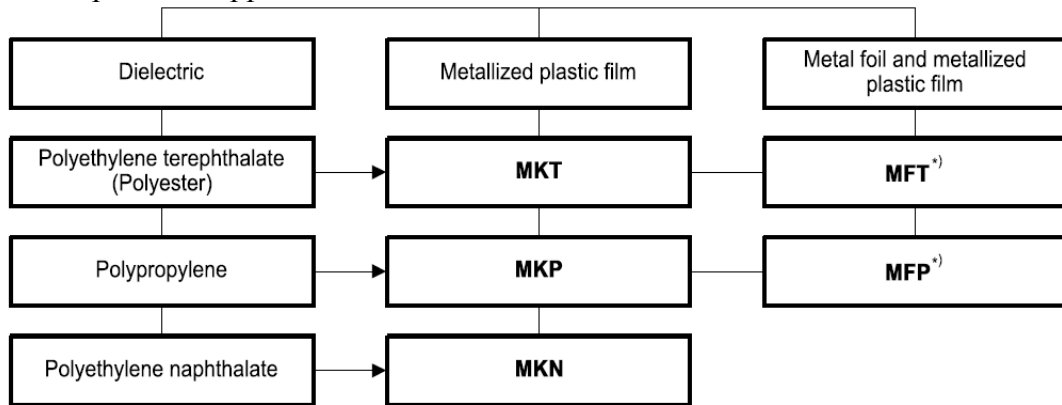 Dielectric
Metallized plastic film
Metal foil and metallized
plastic film
Polyethylene terephthalate
(Polyester)
MKT
MFT*)
Polypropylene
MKP
MFP*)
Polyethylene naphthalate
MKN